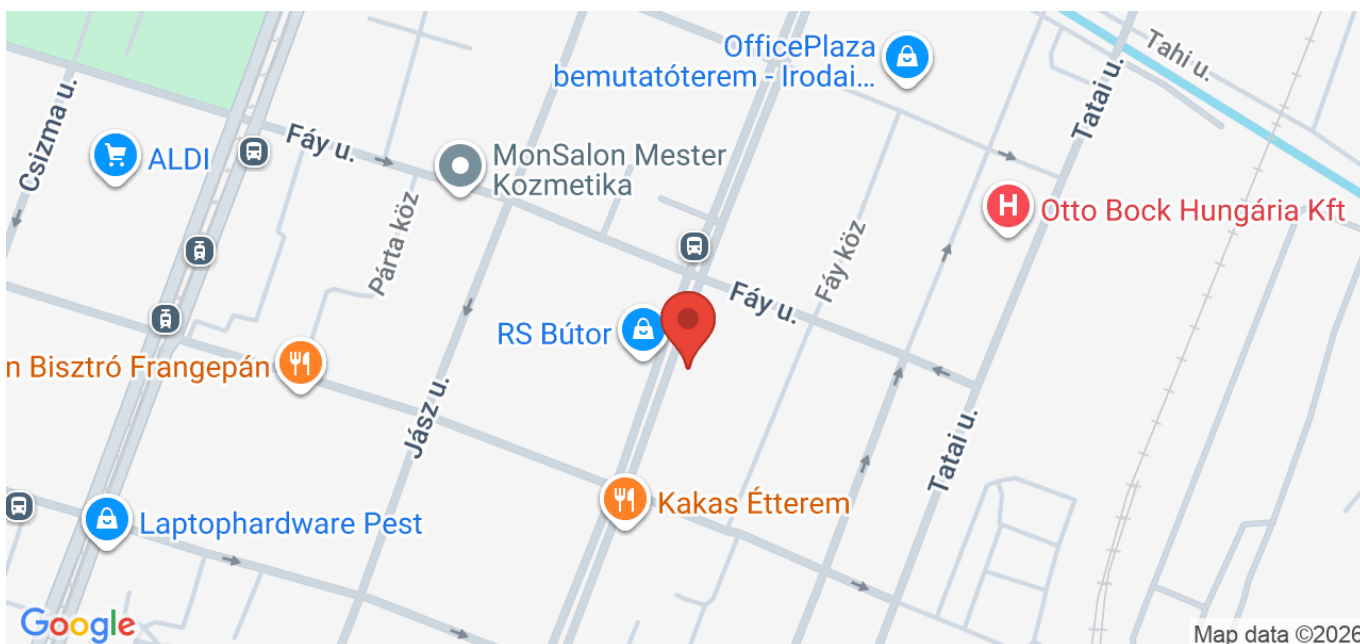 OfficePlaza
bemutatóterem - Irodai...
Tahi u.
Tatai u.
Csizma u.
ALDI
Fáy u.
MonSalon Mester
Kozmetika
Párta köz
Otto Bock Hungária Kft
Fáy köz
Fáy u.
RS Bútor
n Bisztró Frangepán
Jász u.
Tatai u.
Kakas Étterem
Laptophardware Pest
Google
Map data ©2026